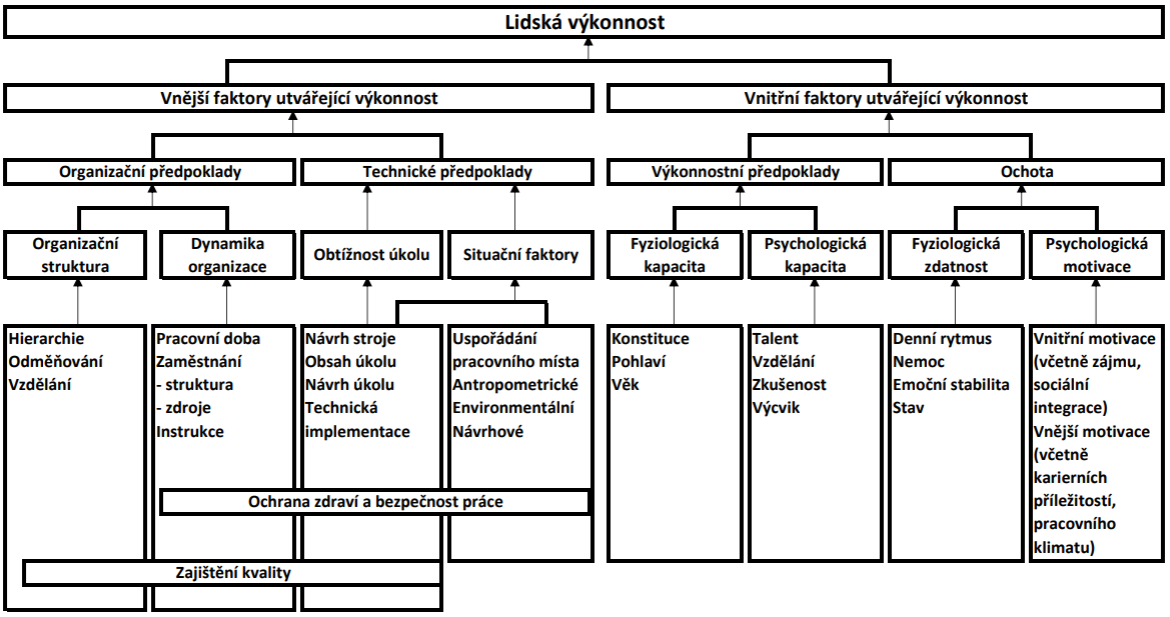 Lidská výkonnost
Vnější faktory utvářející výkonnost
Vnitřní faktory utvářející výkonnost
Organizační předpoklady
Technické předpoklady
Výkonnostní předpoklady
Ochota
Organizační
struktura
Dynamika
organizace
Obtížnost úkolu
Situační faktory
Fyziologická
kapacita
Psychologická
kapacita
Fyziologická
zdatnost
Psychologická
motivace
Hierarchie
Odměňování
Vzdělání
Pracovní doba
Zaměstnání
- struktura
- zdroje
Instrukce
Návrh stroje
Obsah úkolu
Návrh úkolu
Technická
implementace
Uspořádání
pracovního místa
Antropometrické
Environmentální
Návrhové
Konstituce
Pohlaví
Věk
Talent
Vzdělání
Zkušenost
Výcvik
Denní rytmus
Nemoc
Emoční stabilita
Stav
Vnitřní motivace
(včetně zájmu,
sociální
integrace)
Vnější motivace
(včetně
karierních
příležitostí,
pracovního
klimatu)
Ochrana zdraví a bezpečnost práce
Zajištění kvality